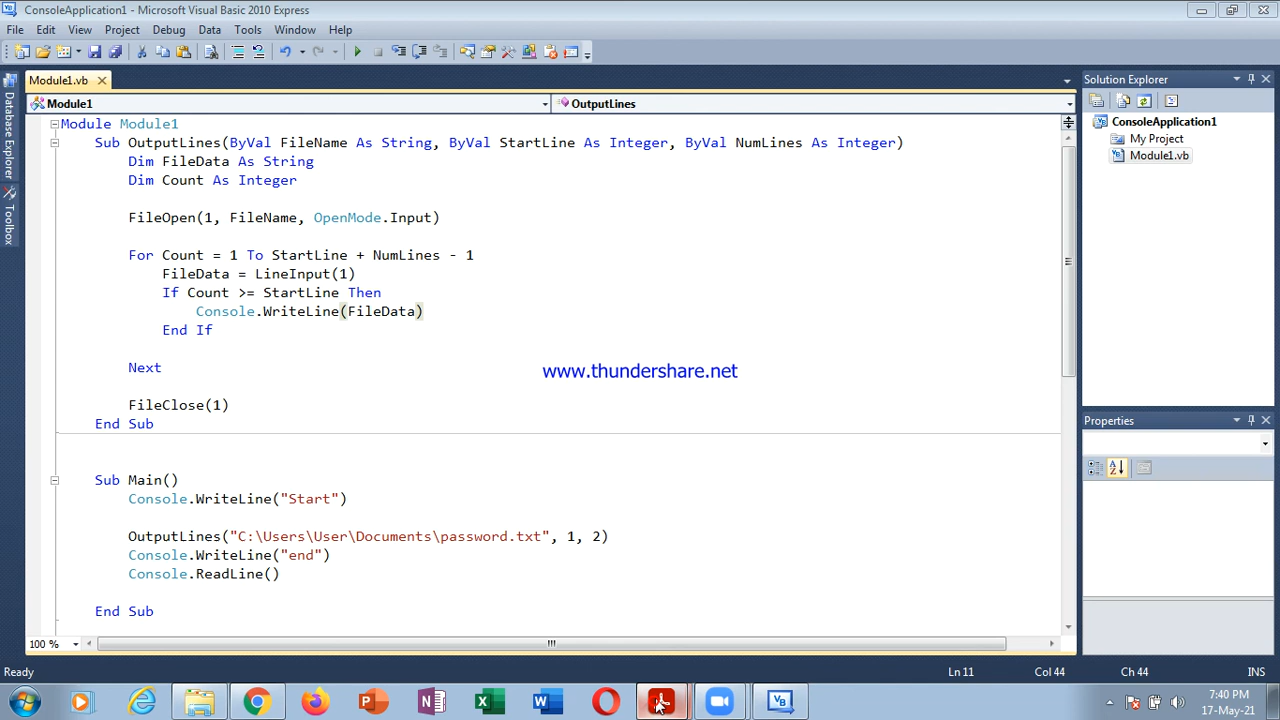 ConsoleApplication1 - Microsoft Visual Basic 2010 Express
File Edit View Project Debug Data Tools Window Help
Module1.vb
Module1 OutputLines
Module Module1
Sub OutputLines(ByVal FileName As String, ByVal StartLine As Integer, ByVal NumLines As Integer)
Dim FileData As String
Dim Count As Integer
FileOpen(1, FileName, OpenMode.Input)
For Count = 1 To StartLine + NumLines - 1
FileData = LineInput(1)
If Count >= StartLine Then
Console.WriteLine(FileData)
End If
Next
FileClose(1)
End Sub
Sub Main()
Console.WriteLine("Start")
OutputLines("C:\Users\User\Documents\password.txt", 1, 2)
Console.WriteLine("end")
Console.ReadLine()
End Sub
100 %
www.thundershare.net
Database Explorer
Toolbox
Solution Explorer
ConsoleApplication1
My Project
Module1.vb
Properties
Ready Ln 11 Col 44 Ch 44 INS
7:40 PM
17-May-21